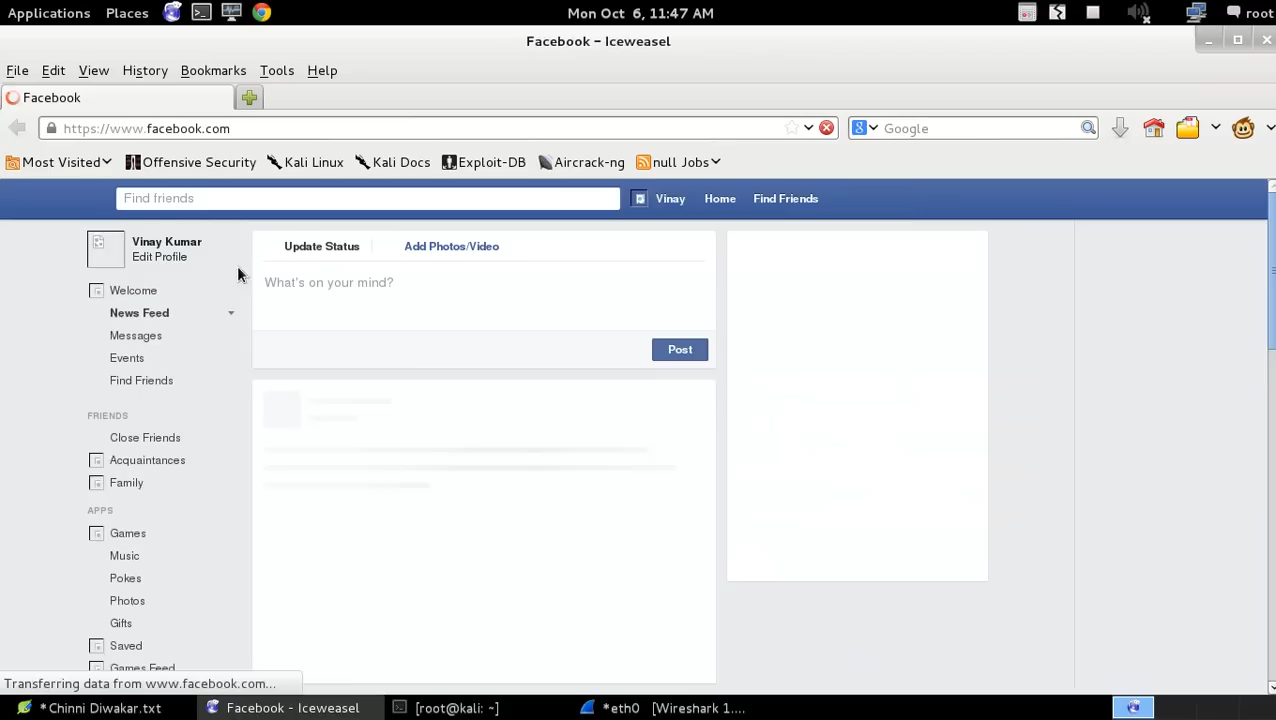 Applications Places Mon Oct 6, 11:47 AM root
Facebook - Iceweasel
File Edit View History Bookmarks Tools Help
Facebook
https://www.facebook.com Google
Most Visited Offensive Security Kali Linux Kali Docs Exploit-DB Aircrack-ng null Jobs
Find friends Vinay Home Find Friends
Vinay Kumar
Edit Profile
Update Status Add Photos/Video
What's on your mind?
Post
Welcome
News Feed
Messages
Events
Find Friends
FRIENDS
Close Friends
Acquaintances
Family
APPS
Games
Music
Pokes
Photos
Gifts
Saved
Games Feed
Transferring data from www.facebook.com...
*Chinni Diwakar.txt Facebook - Iceweasel [root@kali: ~] *eth0 [Wireshark 1....